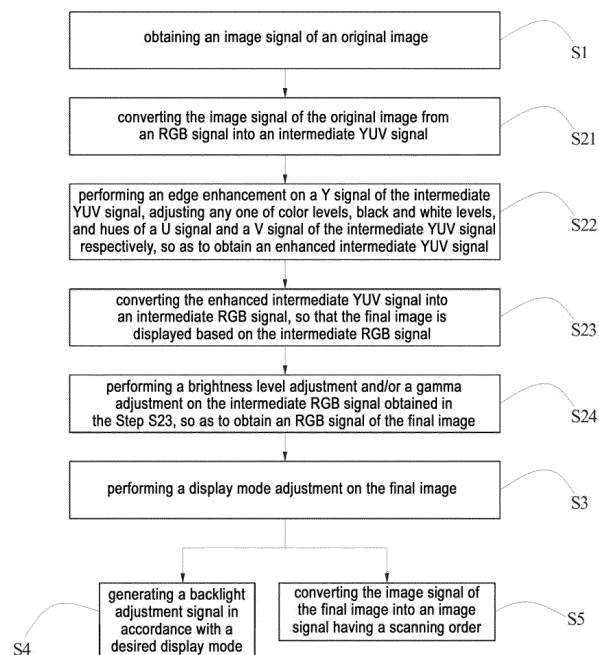 obtaining an image signal of an original image
S1
converting the image signal of the original image from
an RGB signal into an intermediate YUV signal
S21
performing an edge enhancement on a Y signal of the intermediate
YUV signal, adjusting any one of color levels, black and white levels,
and hues of a U signal and a V signal of the intermediate YUV signal
respectively, so as to obtain an enhanced intermediate YUV signal
S22
converting the enhanced intermediate YUV signal into
an intermediate RGB signal, so that the final image is
displayed based on the intermediate RGB signal
S23
performing a brightness level adjustment and/or a gamma
adjustment on the intermediate RGB signal obtained in
the Step S23, so as to obtain an RGB signal of the final image
S24
performing a display mode adjustment on the final image
S3
generating a backlight
adjustment signal in
accordance with a
desired display mode
S4
converting the image signal of
the final image into an image
signal having a scanning order
S5